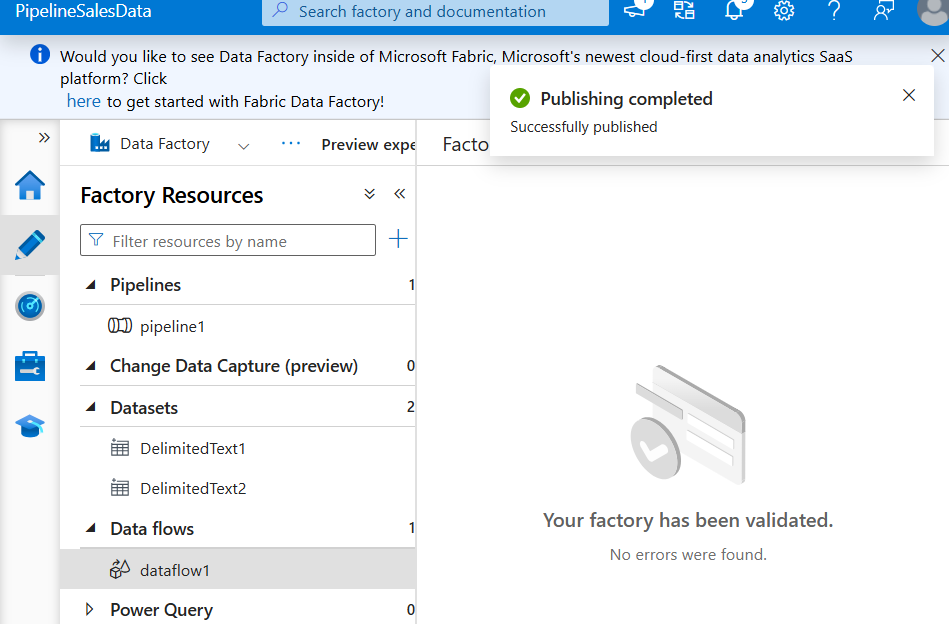 PipelineSalesData
Search factory and documentation
Would you like to see Data Factory inside of Microsoft Fabric, Microsoft's newest cloud-first data analytics SaaS
platform? Click
here to get started with Fabric Data Factory!
Publishing completed
Successfully published
Data Factory
Preview expe
Facto
Factory Resources
Filter resources by name
Pipelines 1
pipeline1
Change Data Capture (preview) 0
Datasets 2
DelimitedText1
DelimitedText2
Data flows 1
dataflow1
Power Query 0
Your factory has been validated.
No errors were found.